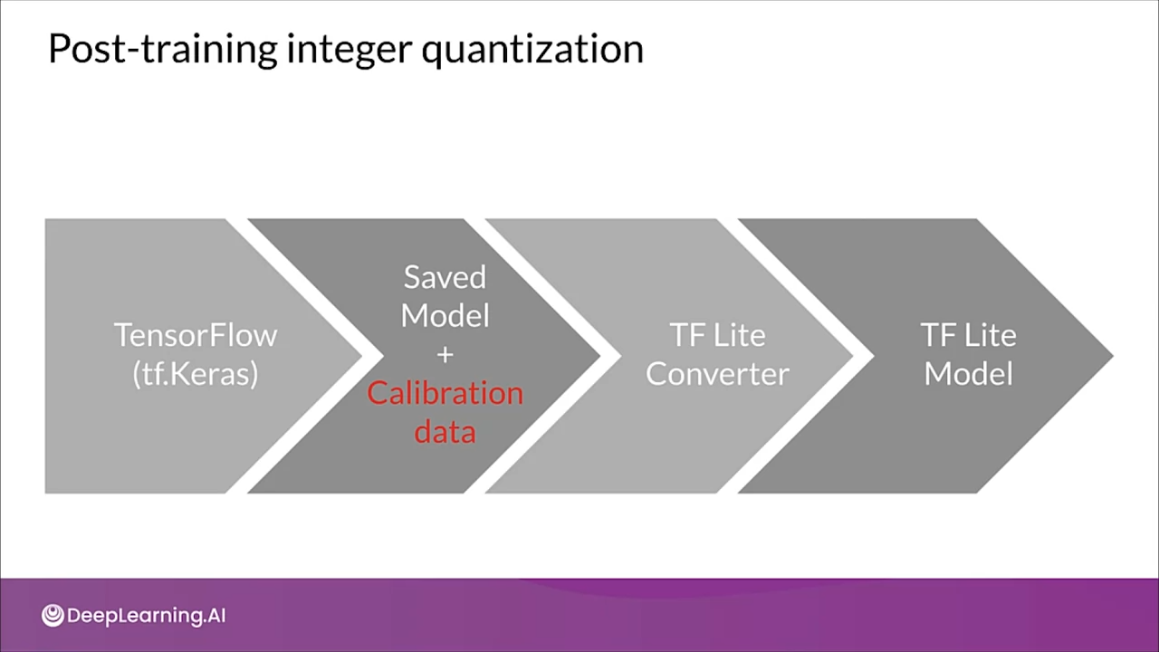 Post-training integer quantization
TensorFlow
(tf.Keras)
Saved
Model
+
Calibration
data
TF Lite
Converter
TF Lite
Model
DeepLearning.AI